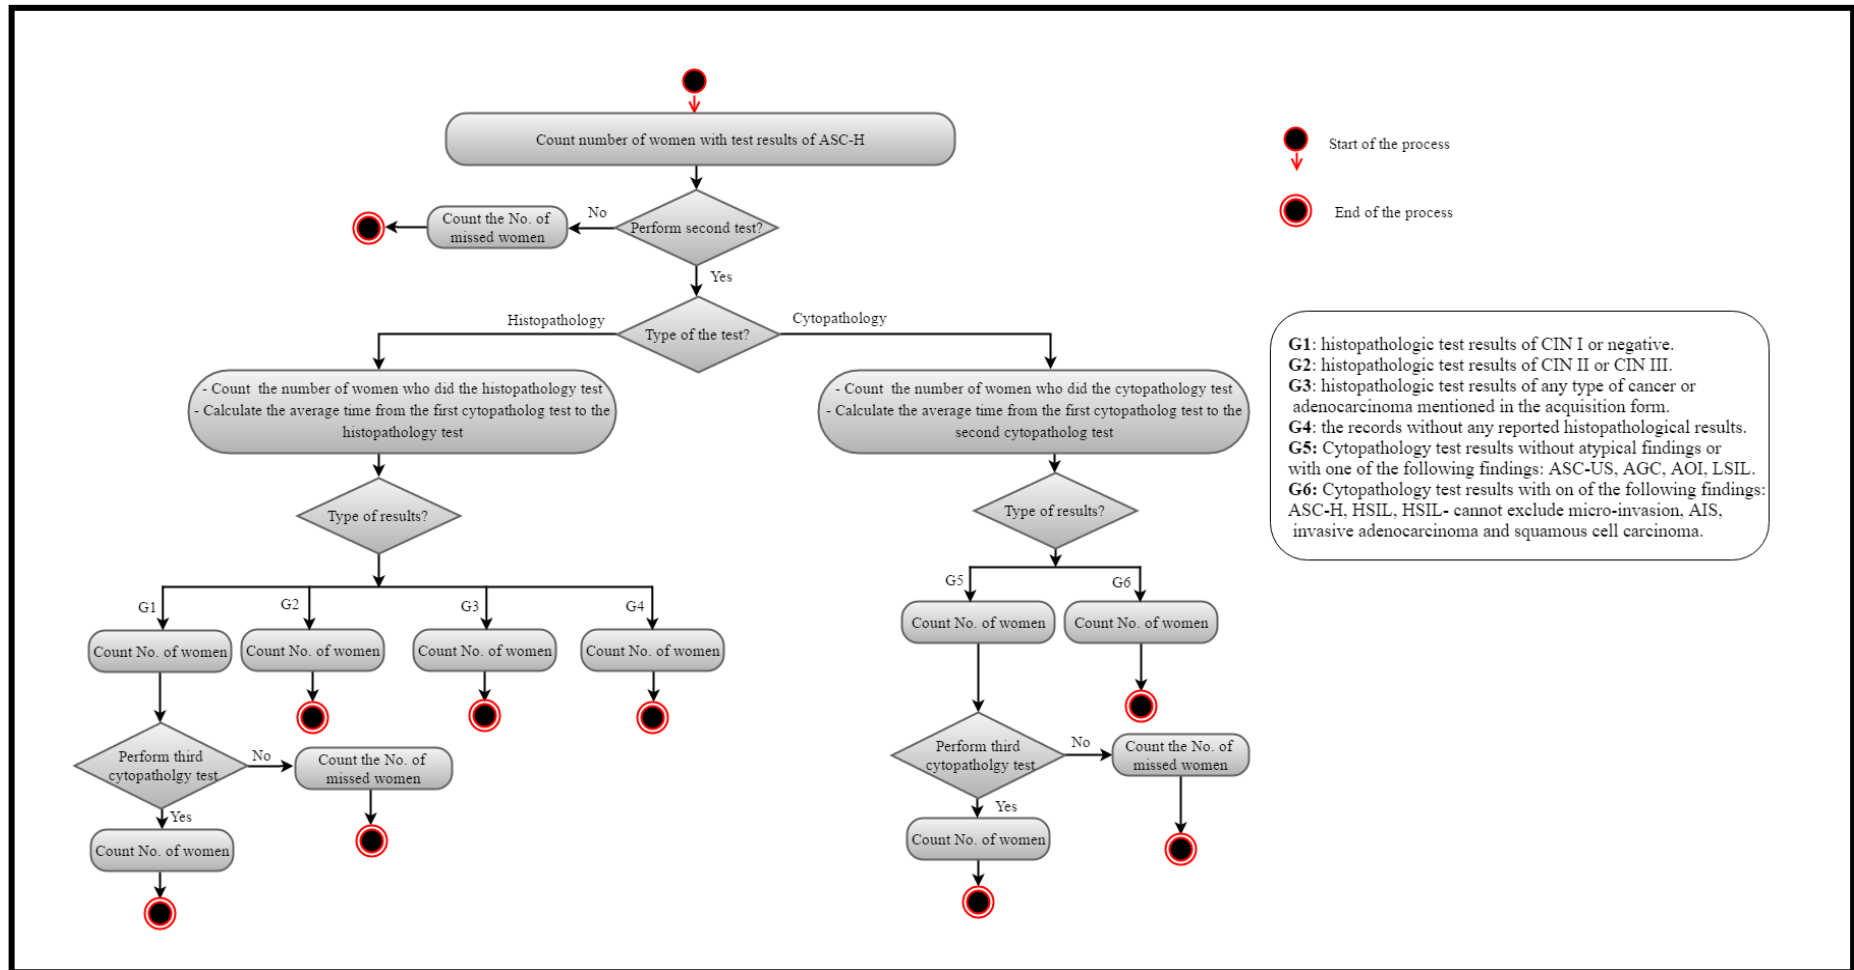 Count number of women with test results of ASC-H
Start of the process
End of the process
Count the No. of
missed women
No
Perform second test?
Yes
Histopathology
Type of the test?
Cytopathology
- Count  the number of women who did the histopathology test
- Calculate the average time from the first cytopatholog test to the
histopathology test
- Count  the number of women who did the cytopathology test
- Calculate the average time from the first cytopatholog test to the
second cytopatholog test
G1: histopathologic test results of CIN I or negative.
G2: histopathologic test results of CIN II or CIN III.
G3: histopathologic test results of any type of cancer or
adenocarcinoma mentioned in the acquisition form.
G4: the records without any reported histopathological results.
G5: Cytopathology test results without atypical findings or
with one of the following findings: ASC-US, AGC, AOI, LSIL.
G6: Cytopathology test results with on of the following findings:
ASC-H, HSIL, HSIL- cannot exclude micro-invasion, AIS,
invasive adenocarcinoma and squamous cell carcinoma.
Type of results?
Type of results?
G1
G2
G3
G4
G5
G6
Count No. of women
Count No. of women
Count No. of women
Count No. of women
Count No. of women
Count No. of women
Perform third
cytopatholgy test
No
Count the No. of
missed women
Yes
Count No. of women
Perform third
cytopatholgy test
No
Count the No. of
missed women
Yes
Count No. of women